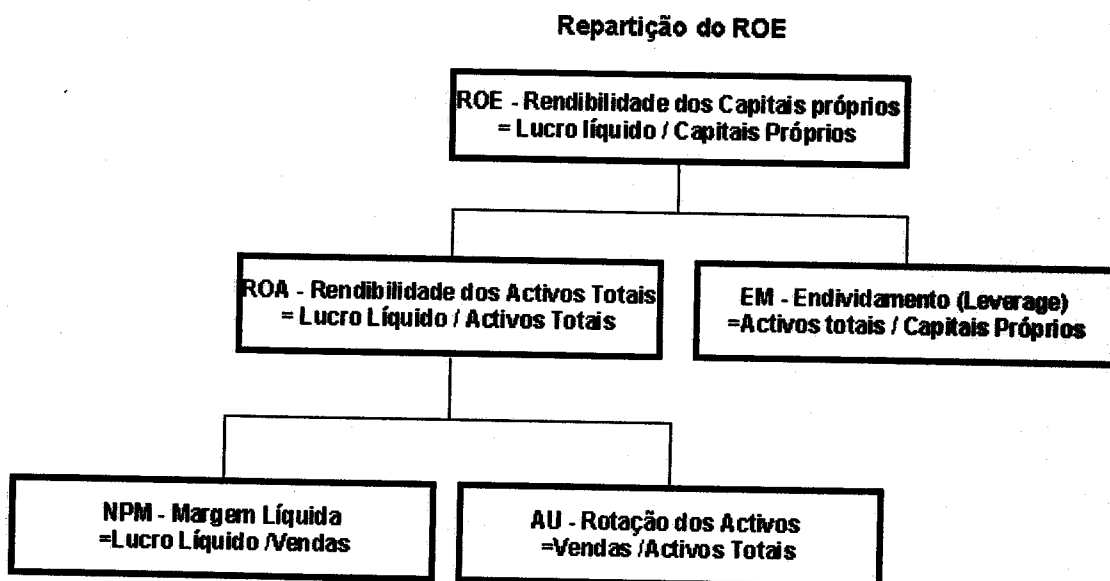 Repartição do ROE
ROE - Rendibilidade dos Capitais próprios
= Lucro líquido / Capitais Próprios
ROA - Rendibilidade dos Activos Totais
= Lucro Líquido / Activos Totais
EM - Endividamento (Leverage)
=Activos totais / Capitais Próprios
NPM - Margem Líquida
=Lucro Líquido /Vendas
AU - Rotação dos Activos
=Vendas /Activos Totais